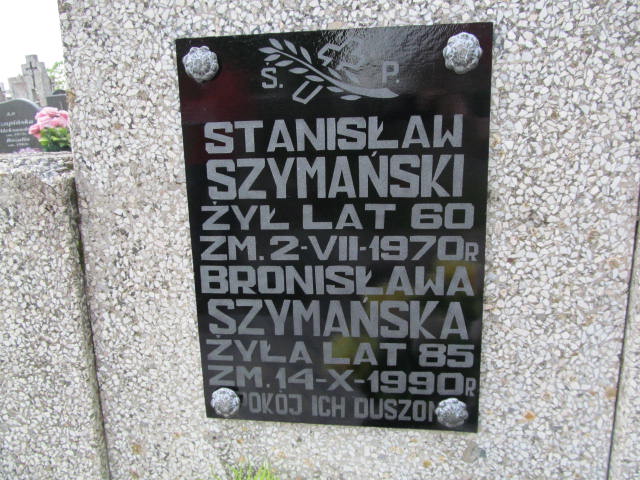 Ś. P.
STANISŁAW
SZYMAŃSKI
ŻYŁ LAT 60
ZM. 2-VII-1970R
BRONISŁAWA
SZYMAŃSKA
ŻYŁA LAT 85
ZM. 14-X-1990R
POKÓJ ICH DUSZOM